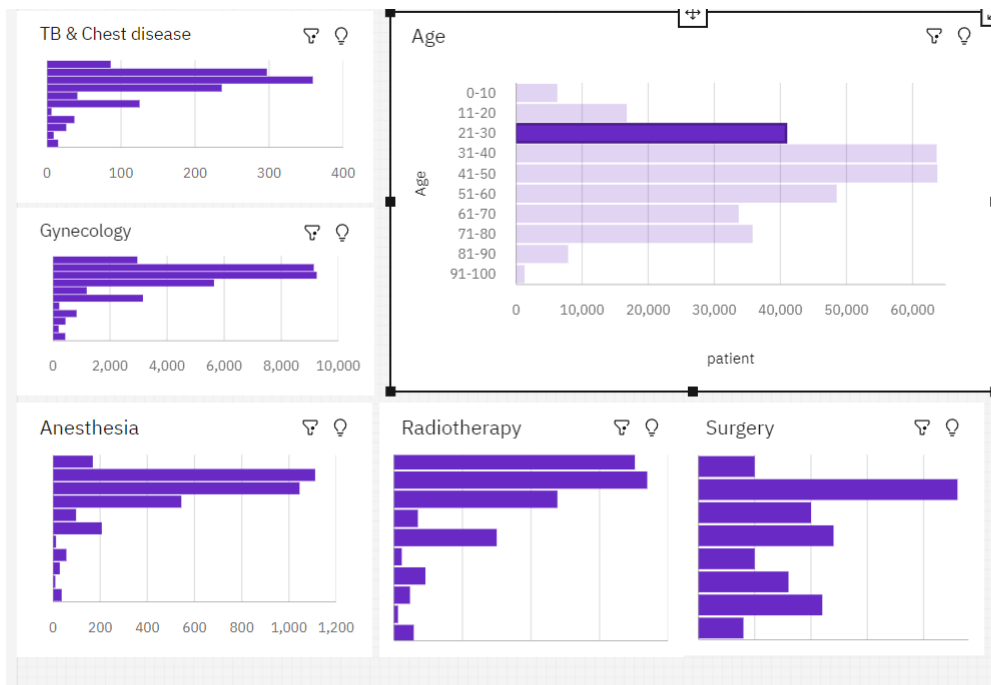 TB & Chest disease
0 100 200 300 400
Gynecology
0 2,000 4,000 6,000 8,000 10,000
Anesthesia
0 200 400 600 800 1,000 1,200
Age
Age
0-10
11-20
21-30
31-40
41-50
51-60
61-70
71-80
81-90
91-100
0 10,000 20,000 30,000 40,000 50,000 60,000
patient
Radiotherapy
Surgery